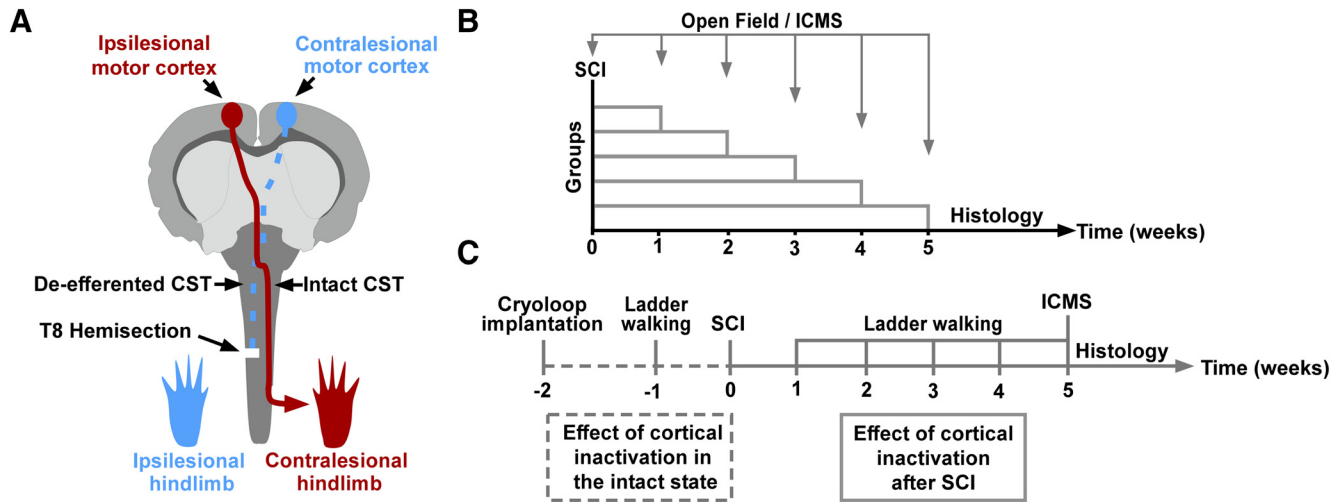 A
Ipsilesional
motor cortex
Contralesional
motor cortex
De-efferented CST
Intact CST
T8 Hemisection
Ipsilesional
hindlimb
Contralesional
hindlimb
B
Open Field / ICMS
SCI
Groups
Histology
0 1 2 3 4 5
Time (weeks)
C
Cryoloop
implantation
Ladder
walking
SCI
Ladder walking
ICMS
Histology
Time (weeks)
-2 -1 0 1 2 3 4 5
Effect of cortical
inactivation in
the intact state
Effect of cortical
inactivation
after SCI